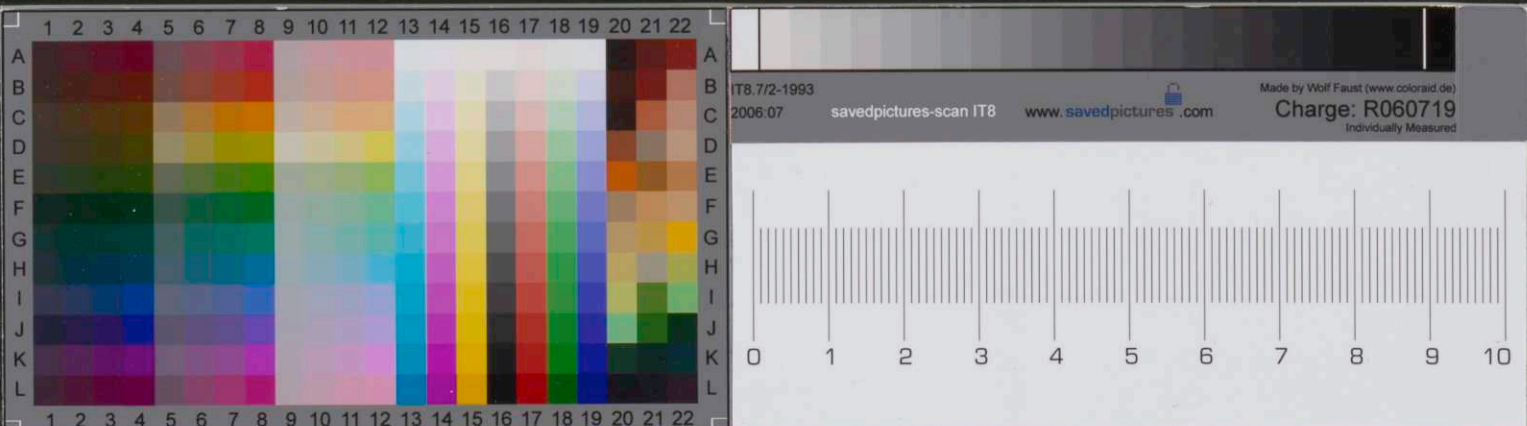 1 2 3 4 5 6 7 8 9 10 11 12 13 14 15 16 17 18 19 20 21 22
A A
B B
C C
D D
E E
F F
G G
H H
I I
J J
K K
L L
1 2 3 4 5 6 7 8 9 10 11 12 13 14 15 16 17 18 19 20 21 22
IT8.7/2-1993
2006:07
savedpictures-scan IT8
www.savedpictures.com
Made by Wolf Faust (www.coloraid.de)
Charge: R060719
Individually Measured
0 1 2 3 4 5 6 7 8 9 10